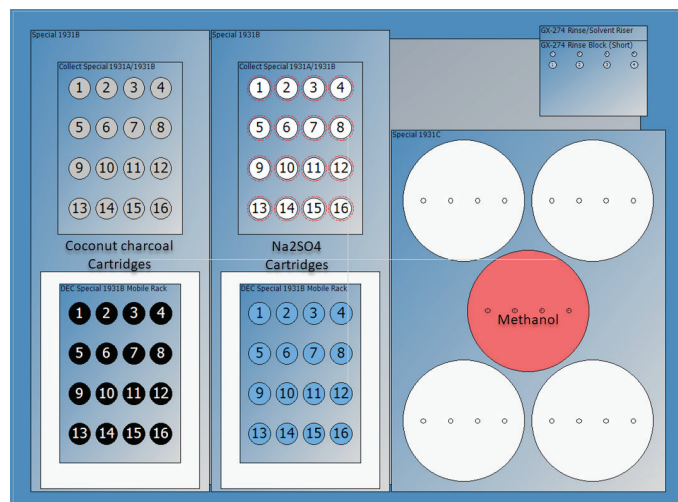 Special 1931B
Special 1931B
GX-274 Rinse/Solvent Riser
GX-274 Rinse Block (Short)
1 2 3 4
Collect Special 1931A/1931B
1 2 3 4
5 6 7 8
9 10 11 12
13 14 15 16
Coconut charcoal
Cartridges
Collect Special 1931A/1931B
1 2 3 4
5 6 7 8
9 10 11 12
13 14 15 16
Na2SO4
Cartridges
DEC Special 1931B Mobile Rack
1 2 3 4
5 6 7 8
9 10 11 12
13 14 15 16
DEC Special 1931B Mobile Rack
1 2 3 4
5 6 7 8
9 10 11 12
13 14 15 16
Special 1931C
Methanol